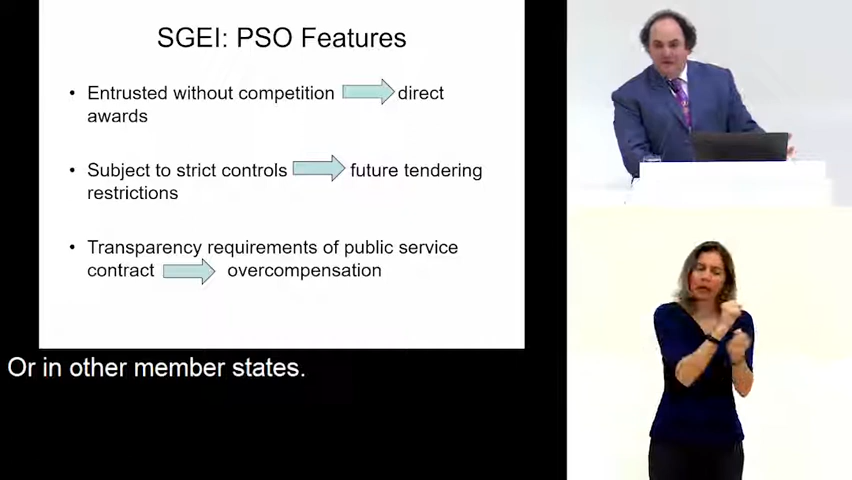 SGEI: PSO Features
• Entrusted without competition direct
awards
• Subject to strict controls future tendering
restrictions
• Transparency requirements of public service
contract overcompensation
Or in other member states.